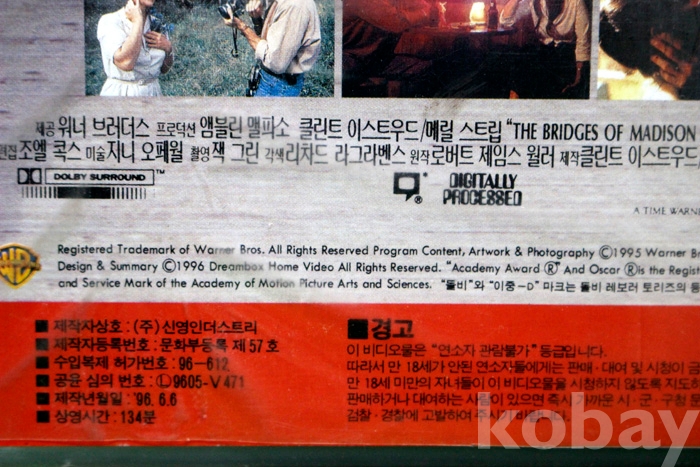 제공 워너 브러더스 프로덕션 앰블린 맬파소 클린트 이스트우드/메릴 스트립 "THE BRIDGES OF MADISON
편집 조엘 콕스 미술 지니 오페월 촬영 잭 그린 각색 리차드 라그라벤스 원작 로버트 제임스 월러 제작 클린트 이스트우드
DOLBY SURROUND ™
® DIGITALLY PROCESSED
A TIME WARN
WB
Registered Trademark of Warner Bros. All Rights Reserved Program Content, Artwork & Photography ©1995 Warner Br
Design & Summary ©1996 Dreambox Home Video All Rights Reserved. "Academy Award ® And Oscar ® is the Regist
and Service Mark of the Academy of Motion Picture Arts and Sciences. "돌비"와 "이중-D" 마크는 돌비 레보러 토리즈의 등
■ 제작자상호 : (주) 신영인더스트리
■ 제작자등록번호 : 문화부등록 제 57 호
■ 수입복제 허가번호 : 96-612
■ 공윤 심의 번호 : Ⓛ9605-V471
■ 제작년월일 : '96. 6. 6
■ 상영시간 : 134분
■ 경고
이 비디오물은 "연소자 관람불가" 등급입니다.
따라서 만 18세가 안된 연소자들에게는 판매·대여 및 시청이 금
만 18세 미만의 자녀들이 이 비디오물을 시청하지 않도록 지도하
판매하거나 대여하는 사람이 있으면 즉시 가까운 시·군·구청 문
검찰·경찰에 고발하여 주시기 바랍니다.
kobay